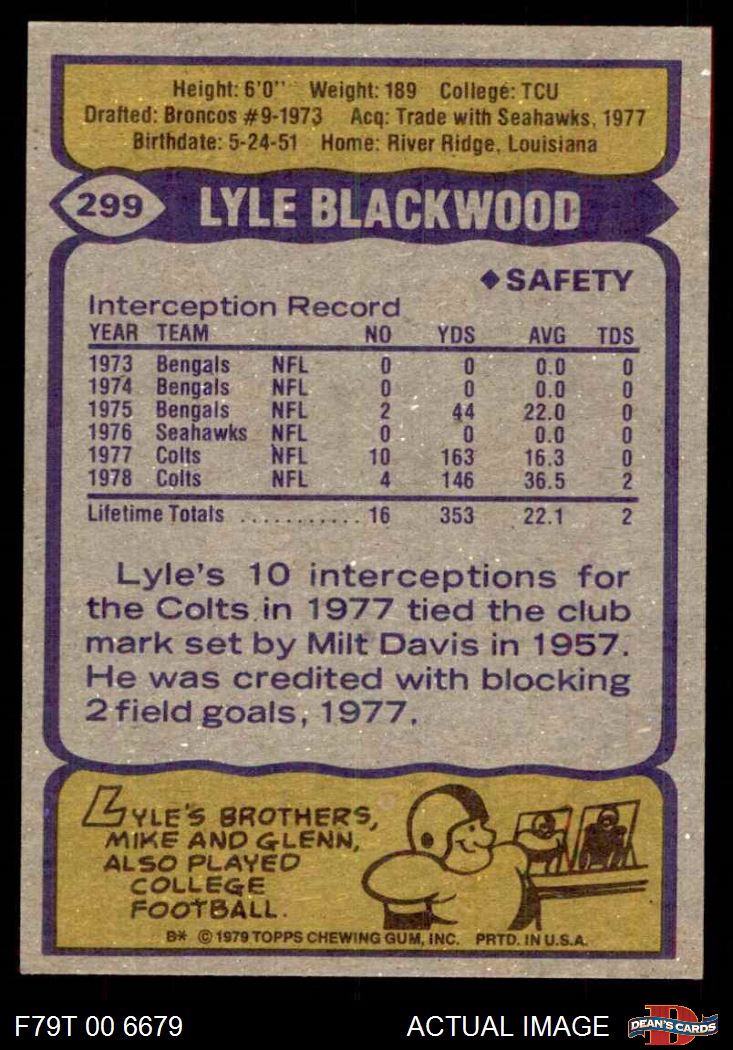 Height: 6'0" Weight: 189 College: TCU
Drafted: Broncos #9-1973 Acq: Trade with Seahawks, 1977
Birthdate: 5-24-51 Home: River Ridge, Louisiana
299 LYLE BLACKWOOD
◆SAFETY
Interception Record
YEAR TEAM NO YDS AVG TDS
1973 Bengals NFL 0 0 0.0 0
1974 Bengals NFL 0 0 0.0 0
1975 Bengals NFL 2 44 22.0 0
1976 Seahawks NFL 0 0 0.0 0
1977 Colts NFL 10 163 16.3 0
1978 Colts NFL 4 146 36.5 2
Lifetime Totals ........... 16 353 22.1 2
Lyle's 10 interceptions for
the Colts in 1977 tied the club
mark set by Milt Davis in 1957.
He was credited with blocking
2 field goals, 1977.
LYLE'S BROTHERS,
MIKE AND GLENN,
ALSO PLAYED
COLLEGE
FOOTBALL.
B* © 1979 TOPPS CHEWING GUM, INC. PRTD. IN U.S.A.
F79T 00 6679 ACTUAL IMAGE DEAN'S CARDS